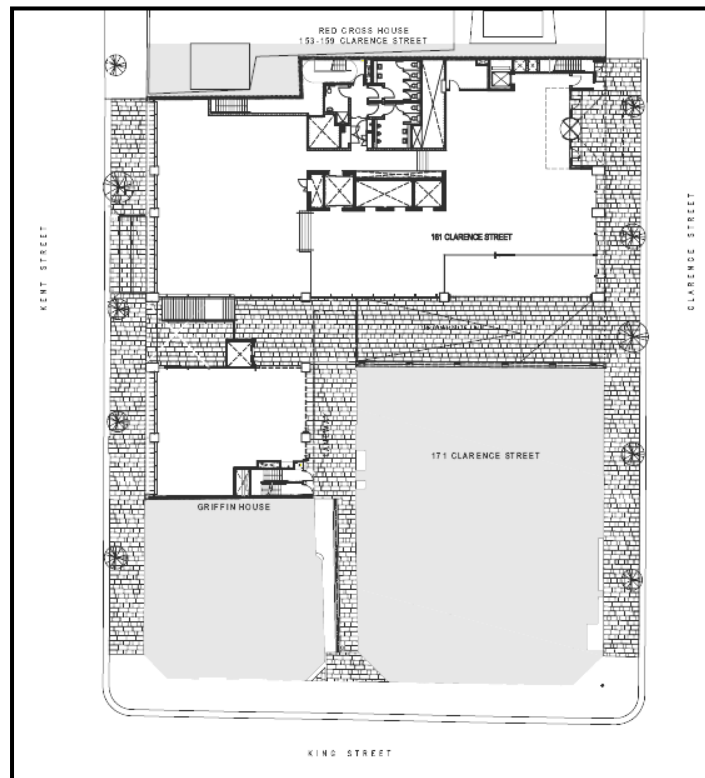 RED CROSS HOUSE
153-159 CLARENCE STREET
KENT STREET
161 CLARENCE STREET
CLARENCE STREET
171 CLARENCE STREET
GRIFFIN HOUSE
KING STREET